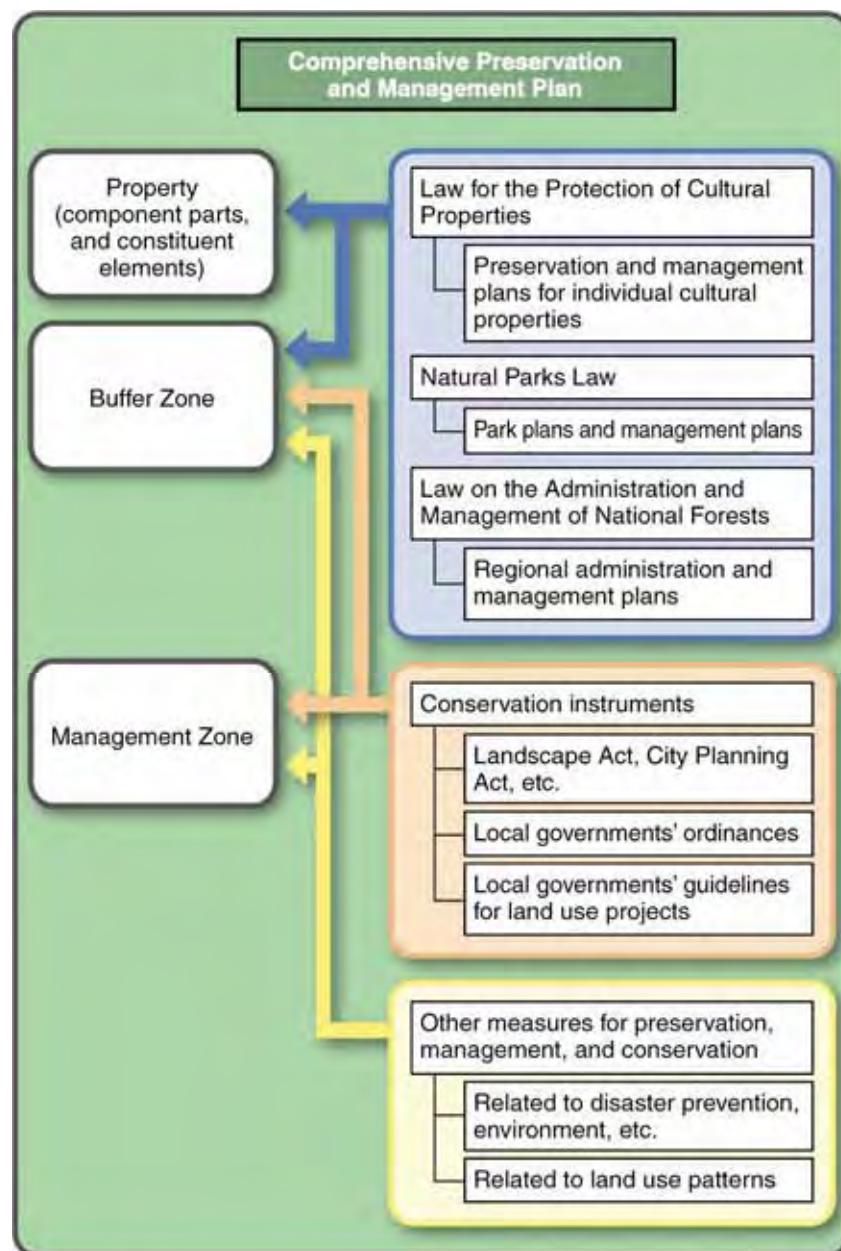 Comprehensive Preservation
and Management Plan
Property
(component parts,
and constituent
elements)
Buffer Zone
Management Zone
Law for the Protection of Cultural
Properties
Preservation and management
plans for individual cultural
properties
Natural Parks Law
Park plans and management plans
Law on the Administration and
Management of National Forests
Regional administration and
management plans
Conservation instruments
Landscape Act, City Planning
Act, etc.
Local governments' ordinances
Local governments' guidelines
for land use projects
Other measures for preservation,
management, and conservation
Related to disaster prevention,
environment, etc.
Related to land use patterns